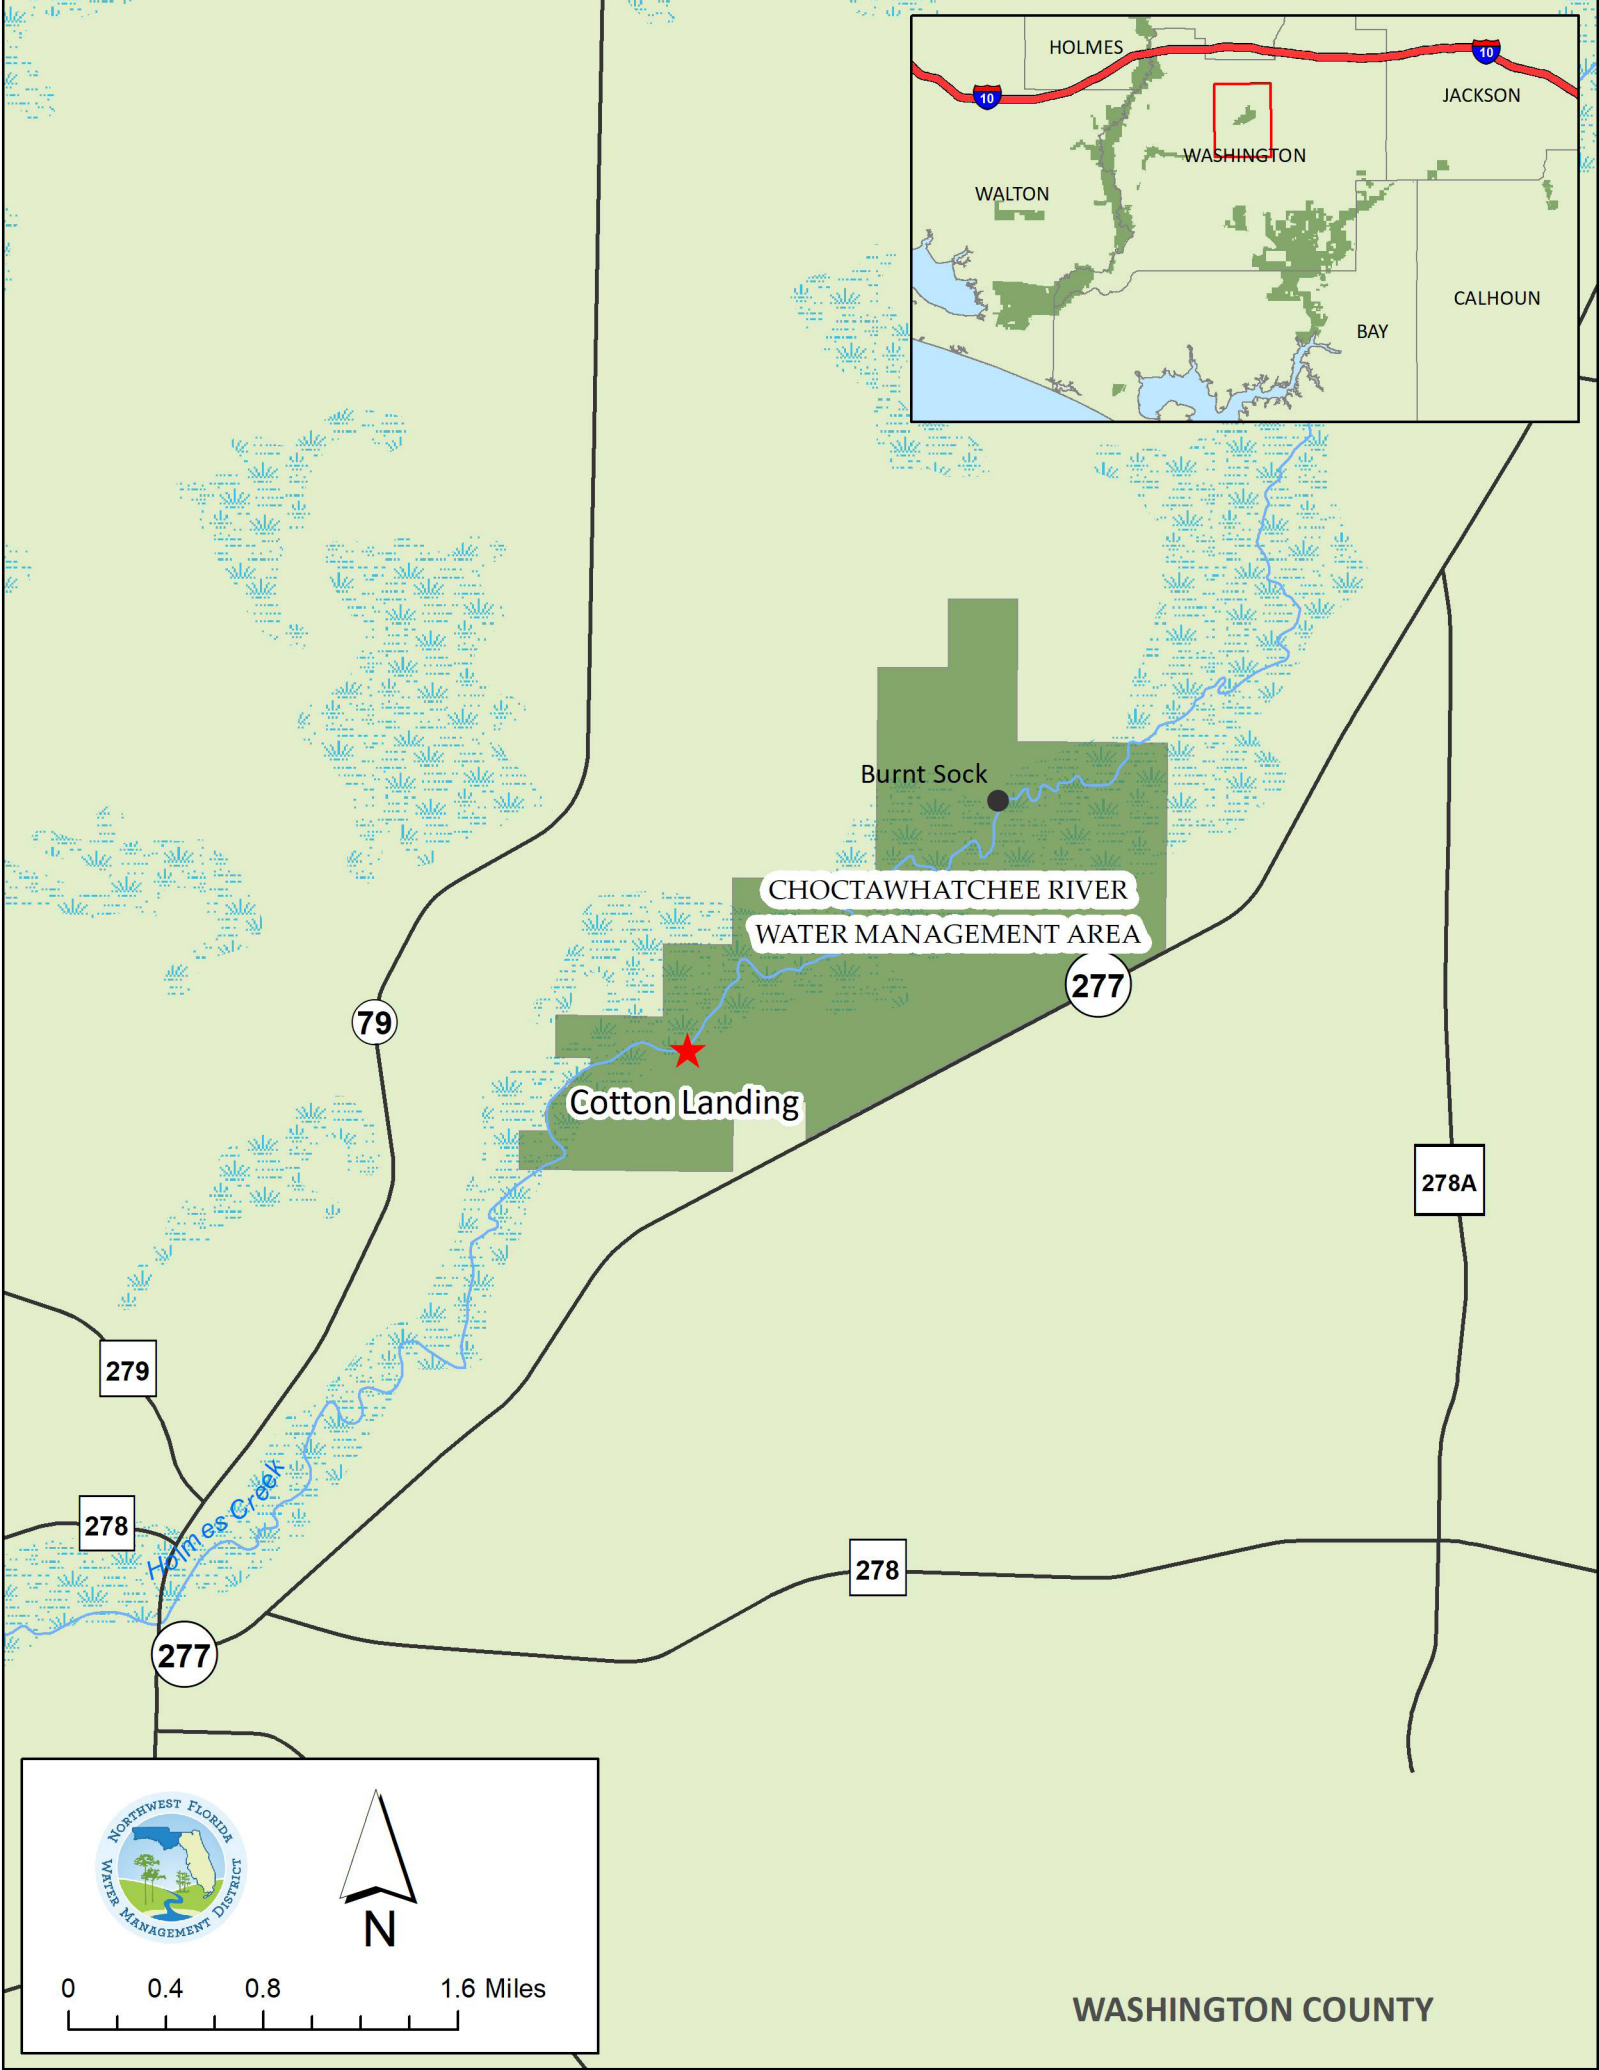 HOLMES
10
10
JACKSON
WASHINGTON
WALTON
CALHOUN
BAY
Burnt Sock
CHOCTAWHATCHEE RIVER
WATER MANAGEMENT AREA
277
79
Cotton Landing
278A
279
Holmes Creek
278
278
277
NORTHWEST FLORIDA
WATER MANAGEMENT DISTRICT
N
0 0.4 0.8 1.6 Miles
WASHINGTON COUNTY